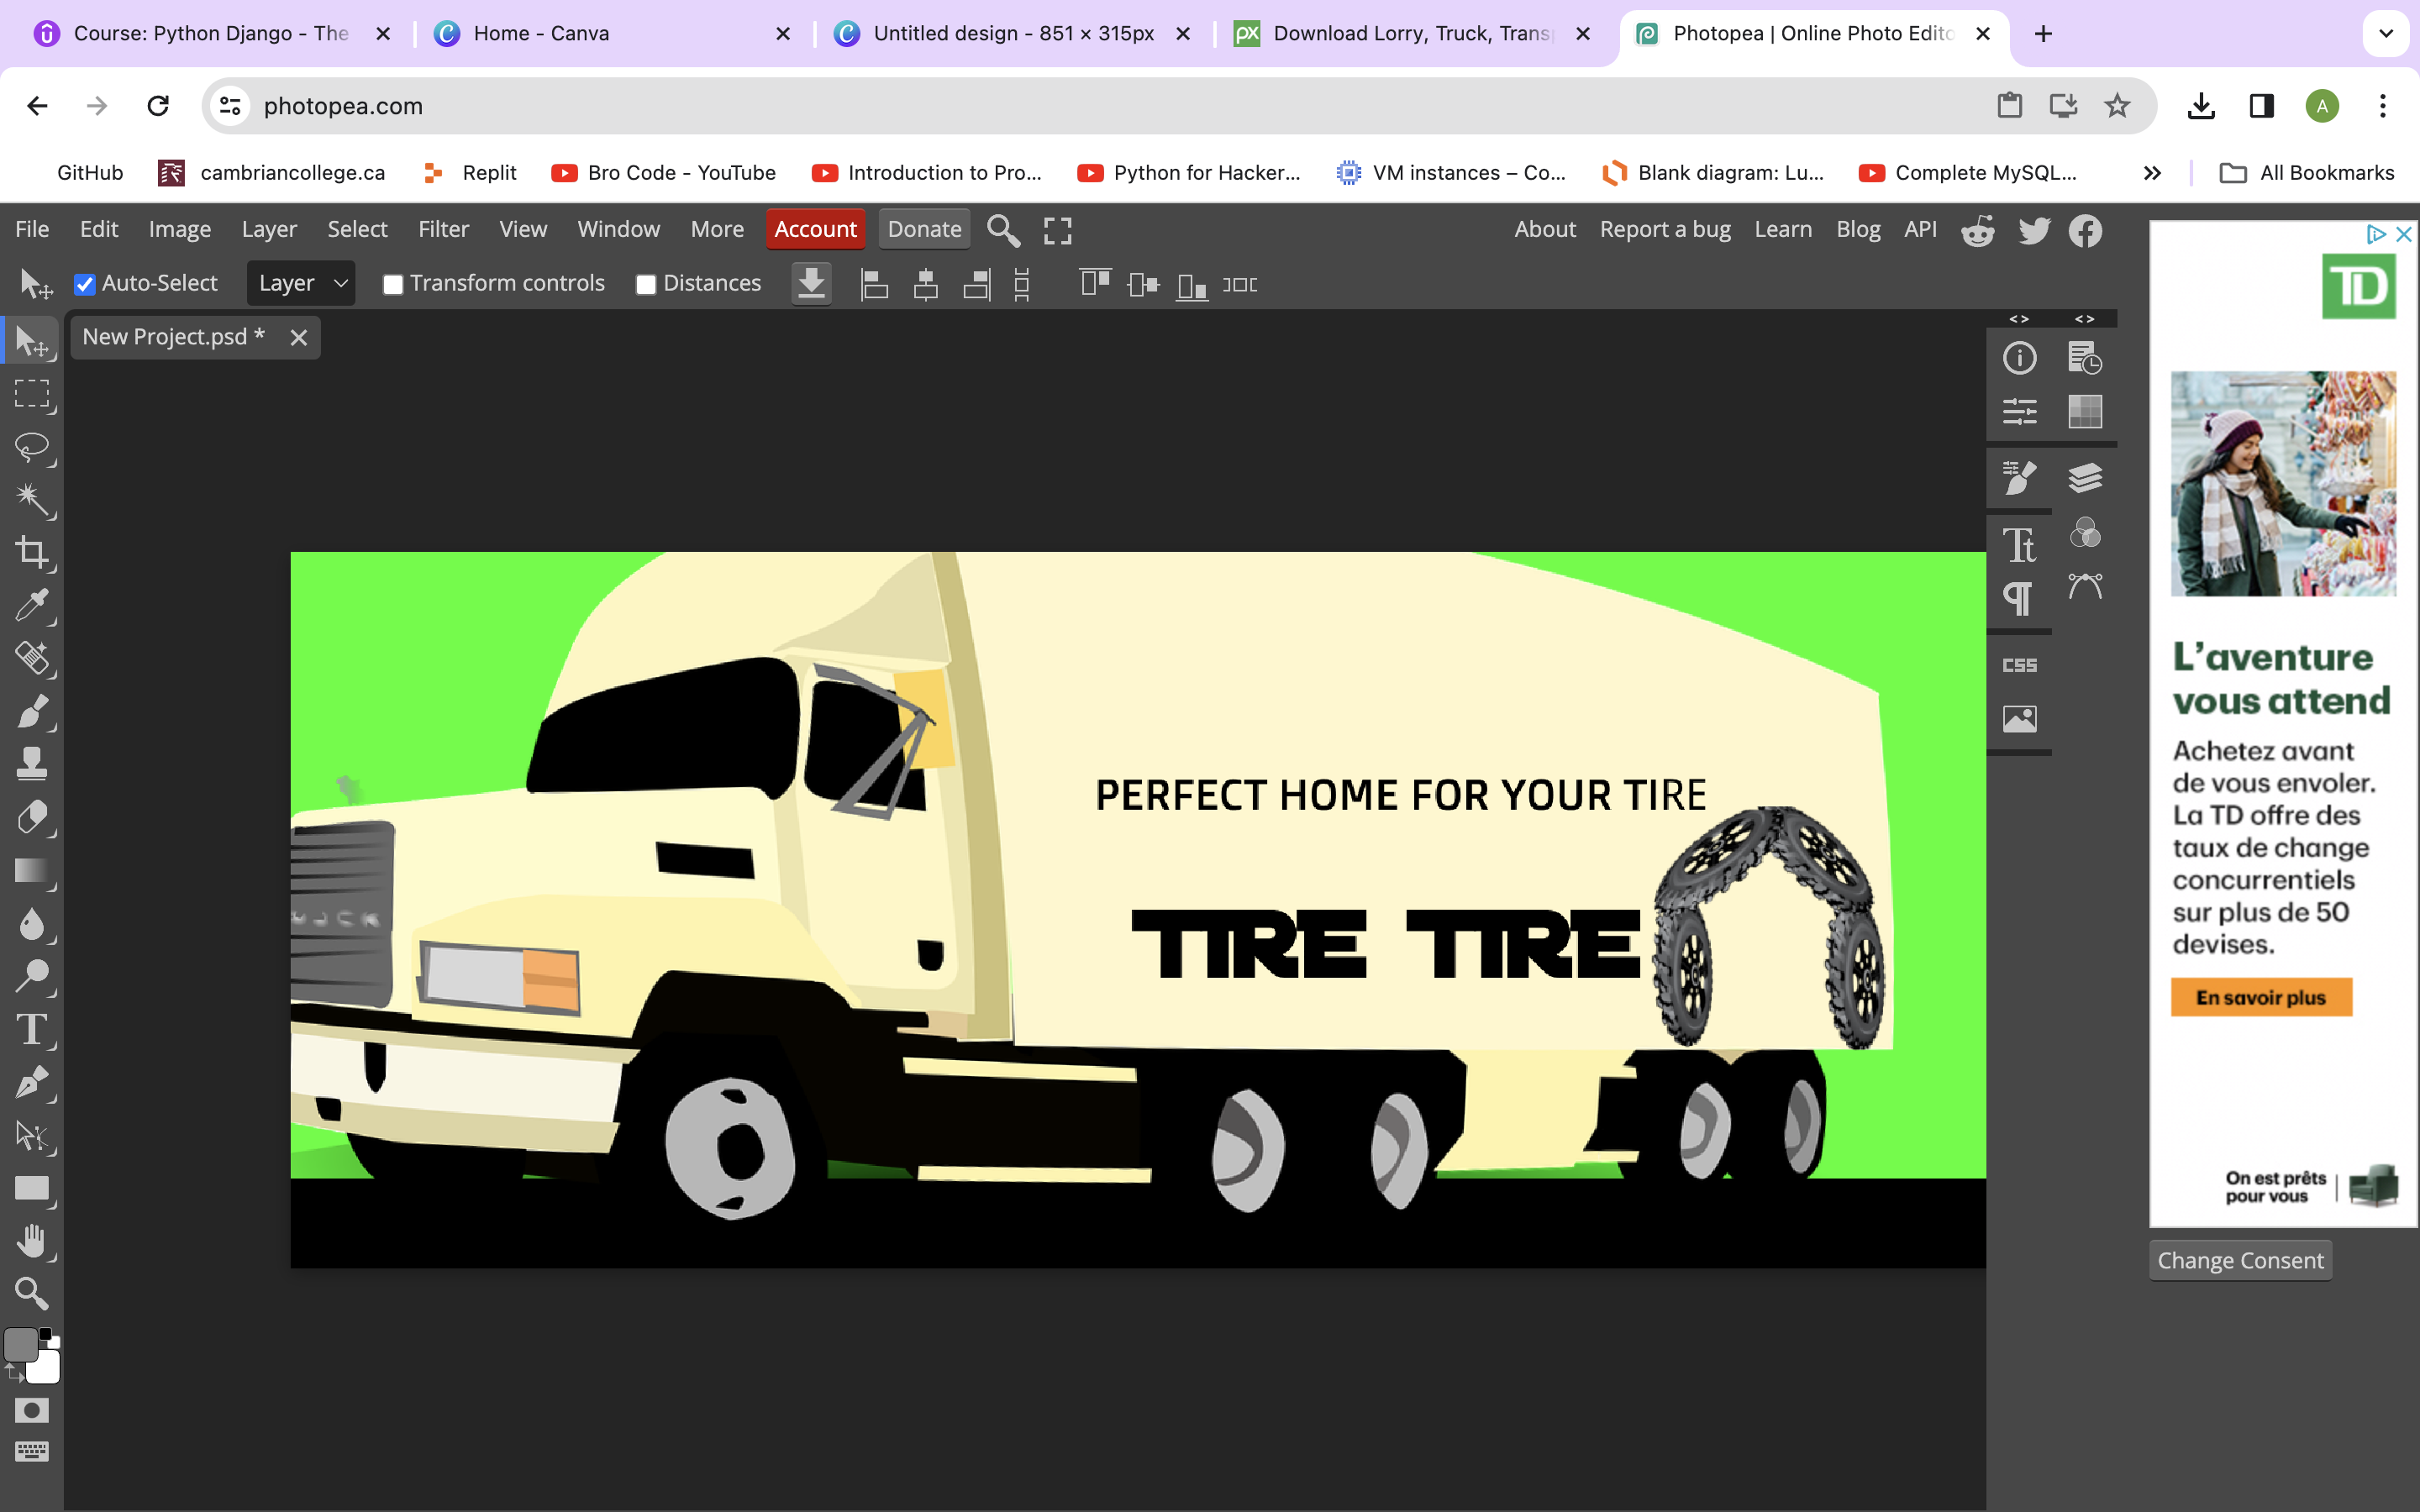 Course: Python Django - The
Home - Canva
Untitled design - 851 × 315px
Download Lorry, Truck, Trans
Photopea | Online Photo Edito
photopea.com
A
GitHub
cambriancollege.ca
Replit
Bro Code - YouTube
Introduction to Pro...
Python for Hacker...
VM instances – Co...
Blank diagram: Lu...
Complete MySQL...
All Bookmarks
File Edit Image Layer Select Filter View Window More Account Donate
About Report a bug Learn Blog API
Auto-Select
Layer
Transform controls
Distances
New Project.psd *
PERFECT HOME FOR YOUR TIRE
TIRE TIRE
CSS
TD
L'aventure
vous attend
Achetez avant
de vous envoler.
La TD offre des
taux de change
concurrentiels
sur plus de 50
devises.
En savoir plus
On est prêts
pour vous
Change Consent